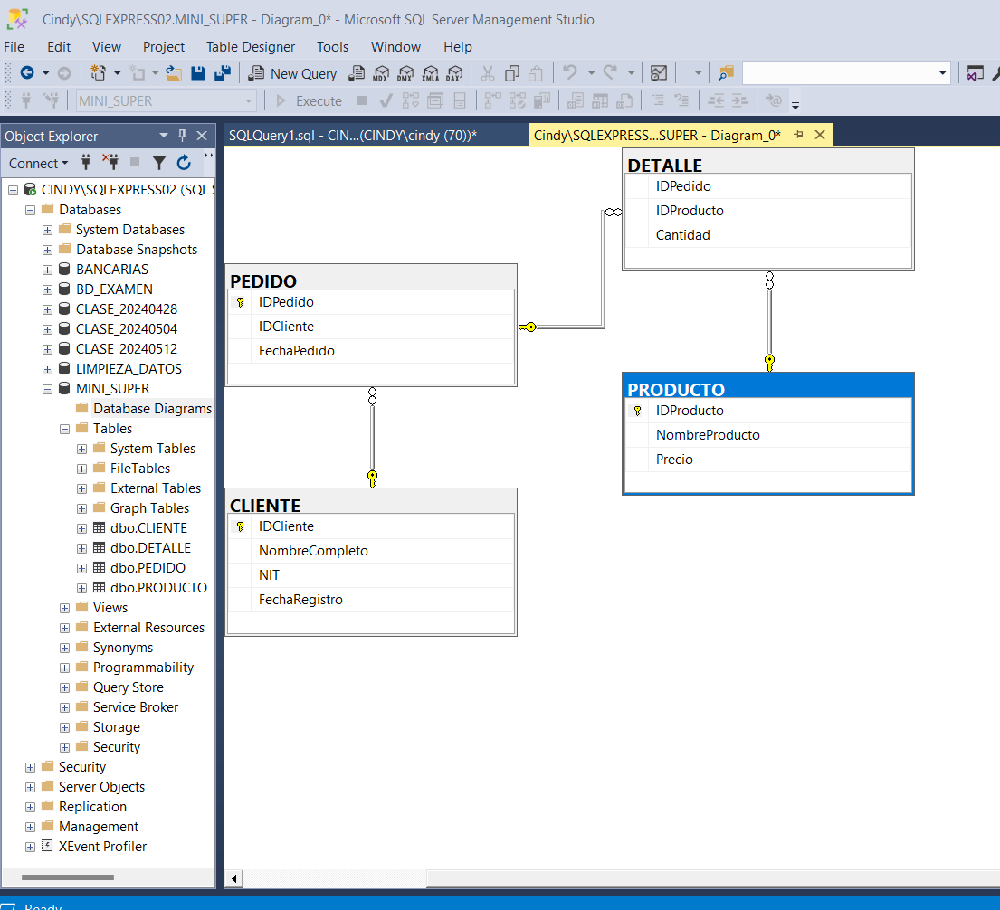 Cindy\SQLEXPRESS02.MINI_SUPER - Diagram_0* - Microsoft SQL Server Management Studio
File Edit View Project Table Designer Tools Window Help
New Query MDX DMX XMLA DAX
MINI_SUPER Execute
Object Explorer
Connect
CINDY\SQLEXPRESS02 (SQL S
Databases
System Databases
Database Snapshots
BANCARIAS
BD_EXAMEN
CLASE_20240428
CLASE_20240504
CLASE_20240512
LIMPIEZA_DATOS
MINI_SUPER
Database Diagrams
Tables
System Tables
FileTables
External Tables
Graph Tables
dbo.CLIENTE
dbo.DETALLE
dbo.PEDIDO
dbo.PRODUCTO
Views
External Resources
Synonyms
Programmability
Query Store
Service Broker
Storage
Security
Security
Server Objects
Replication
Management
XEvent Profiler
SQLQuery1.sql - CIN...(CINDY\cindy (70))*
Cindy\SQLEXPRESS...SUPER - Diagram_0*
DETALLE
IDPedido
IDProducto
Cantidad
PEDIDO
IDPedido
IDCliente
FechaPedido
PRODUCTO
IDProducto
NombreProducto
Precio
CLIENTE
IDCliente
NombreCompleto
NIT
FechaRegistro
Ready